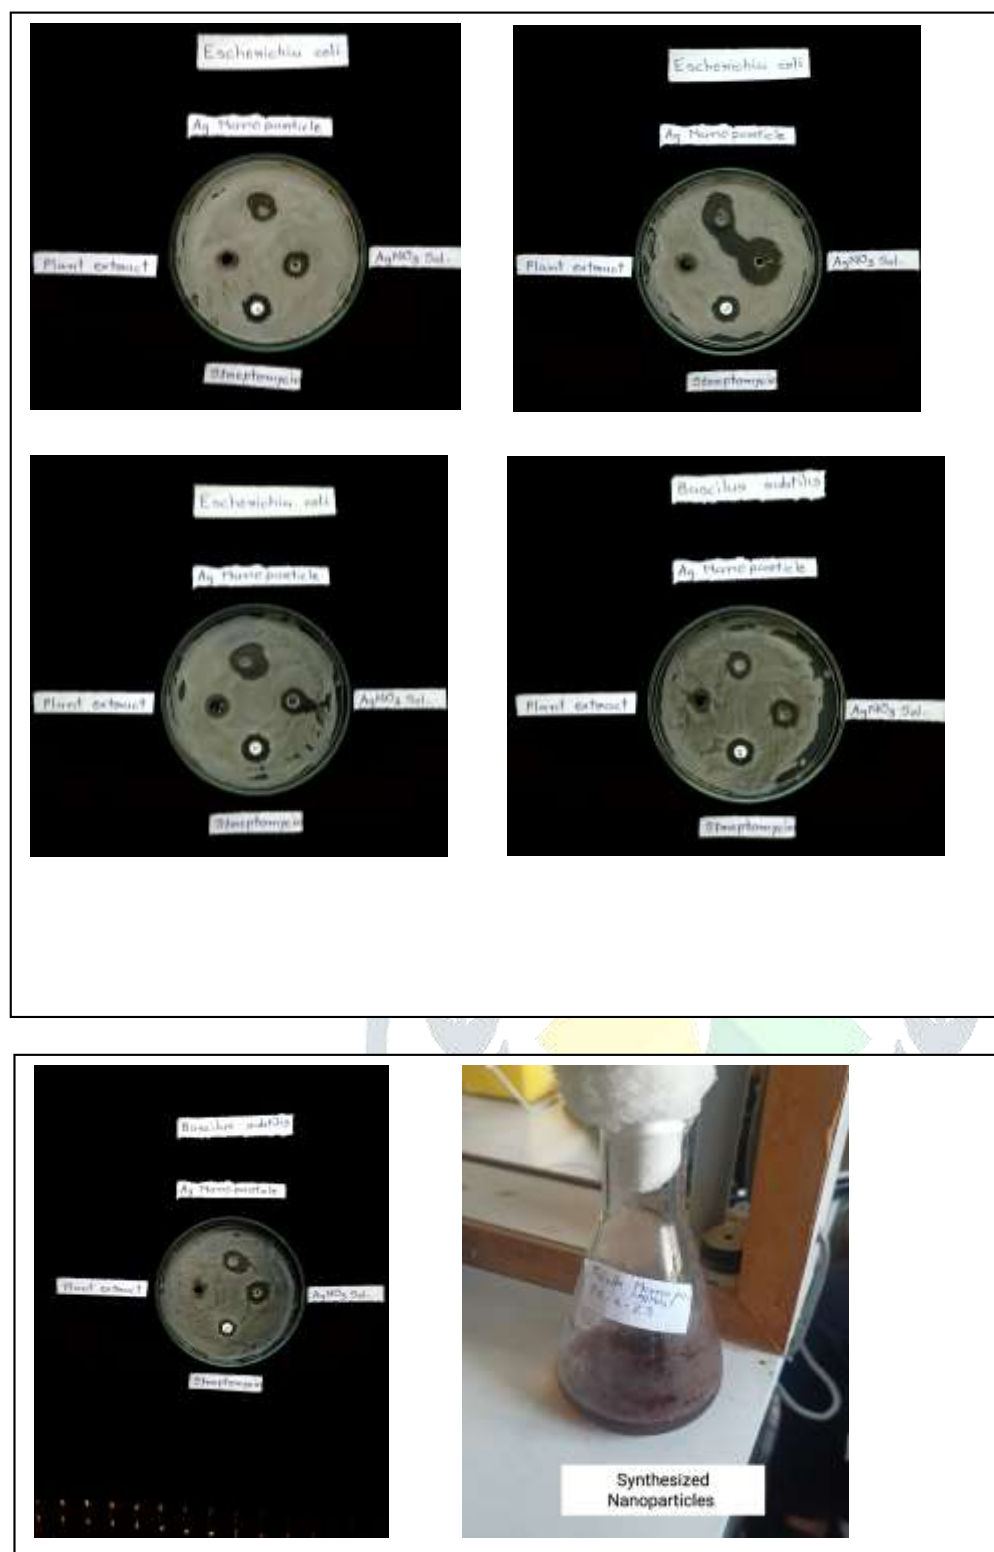 Escherichia coli
Ag Nanoparticle
Plant extract
AgNO3 Sol.
Streptomycin
Escherichia coli
Ag Nanoparticle
Plant extract
AgNO3 Sol.
Streptomycin
Escherichia coli
Ag Nanoparticle
Plant extract
AgNO3 Sol.
Streptomycin
Bascilus subtilis
Ag Nanoparticle
Plant extract
AgNO3 Sol.
Streptomycin
Bascilus subtilis
Ag Nanoparticle
Plant extract
AgNO3 Sol.
Streptomycin
Synthesized
Nanoparticles